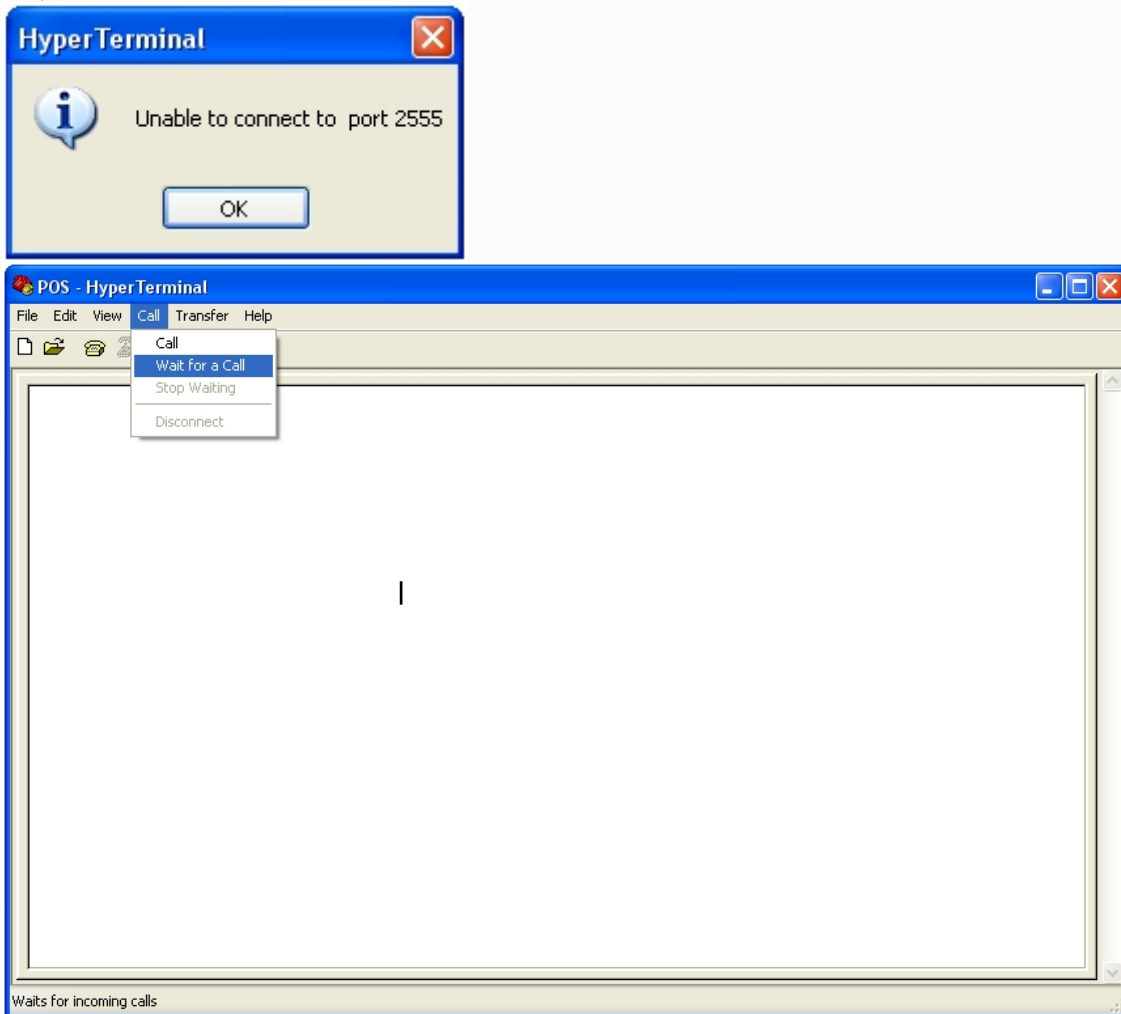 HyperTerminal
Unable to connect to  port 2555
OK
POS - HyperTerminal
File Edit View Call Transfer Help
Call
Wait for a Call
Stop Waiting
Disconnect
Waits for incoming calls